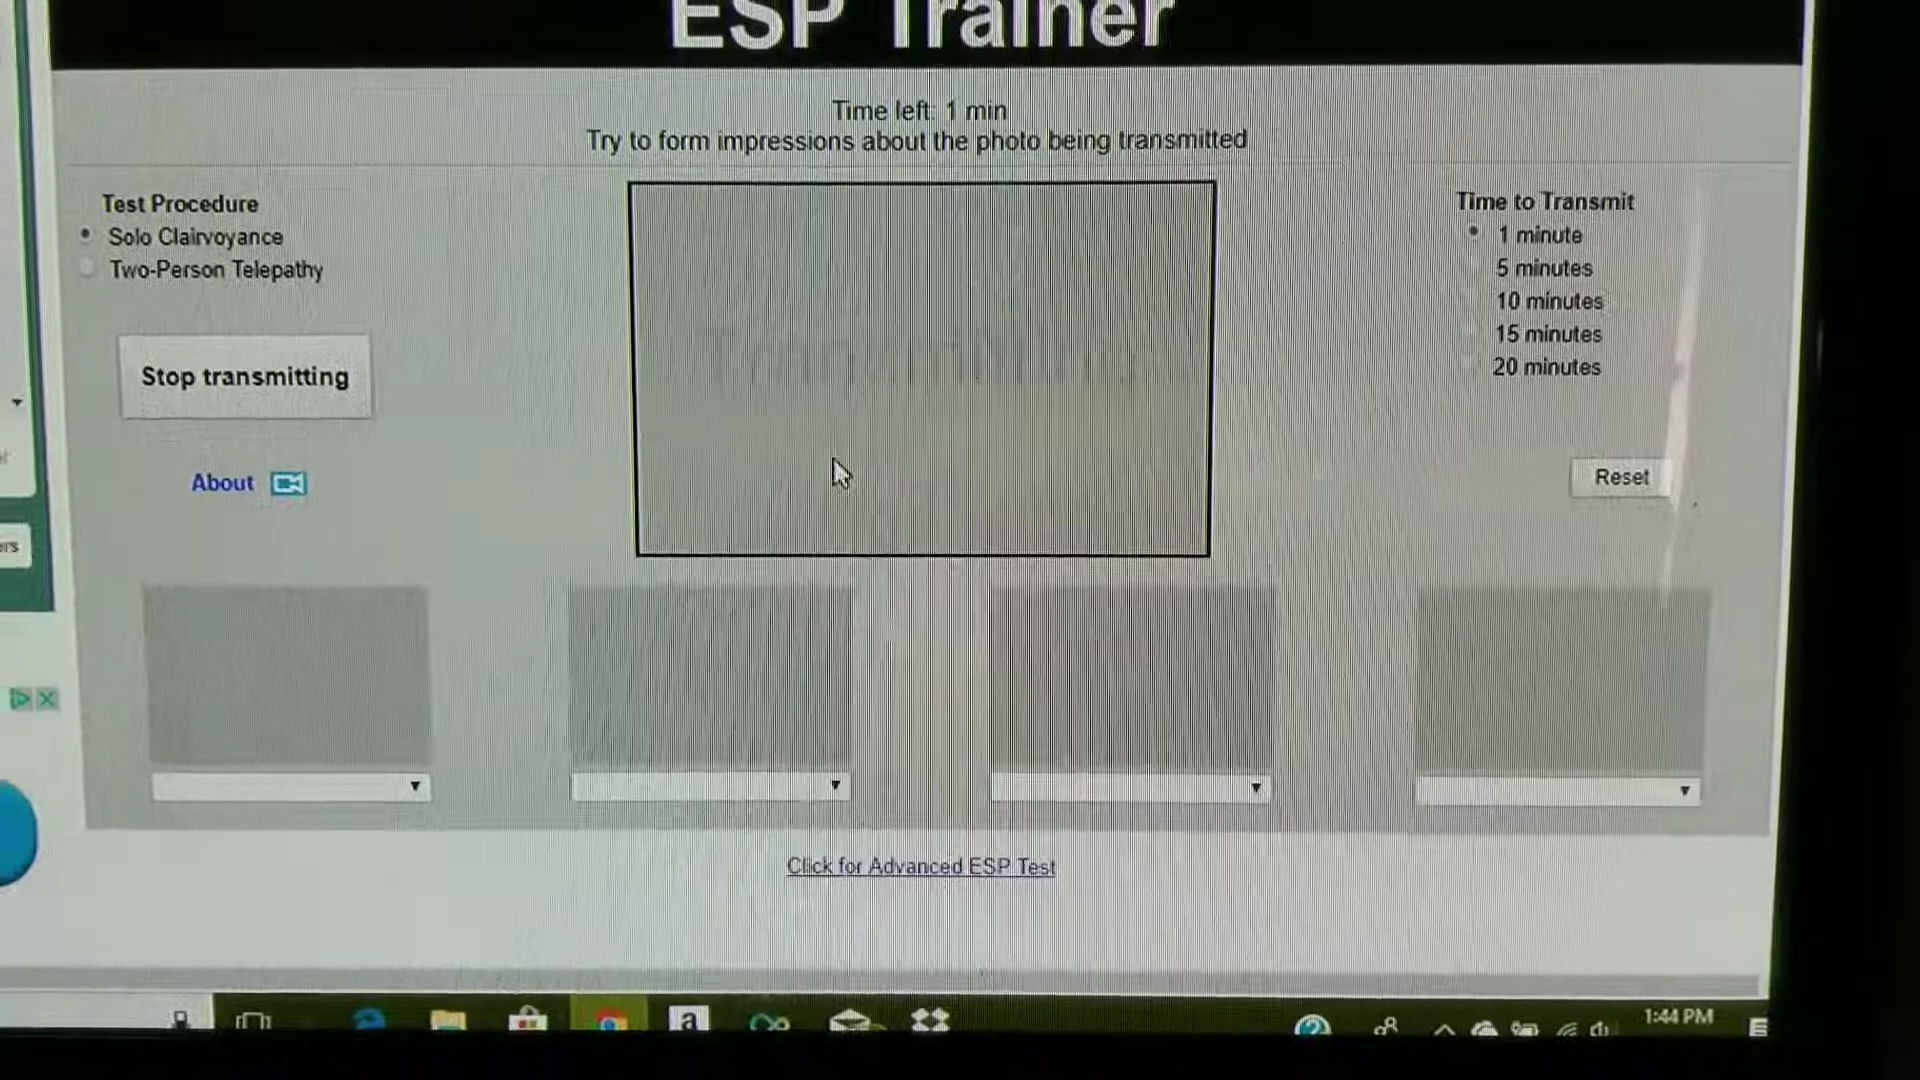 ESP Trainer
Time left: 1 min
Try to form impressions about the photo being transmitted
Test Procedure
Solo Clairvoyance
Two-Person Telepathy
Stop transmitting
About
Time to Transmit
1 minute
5 minutes
10 minutes
15 minutes
20 minutes
Reset
Click for Advanced ESP Test
1:44 PM